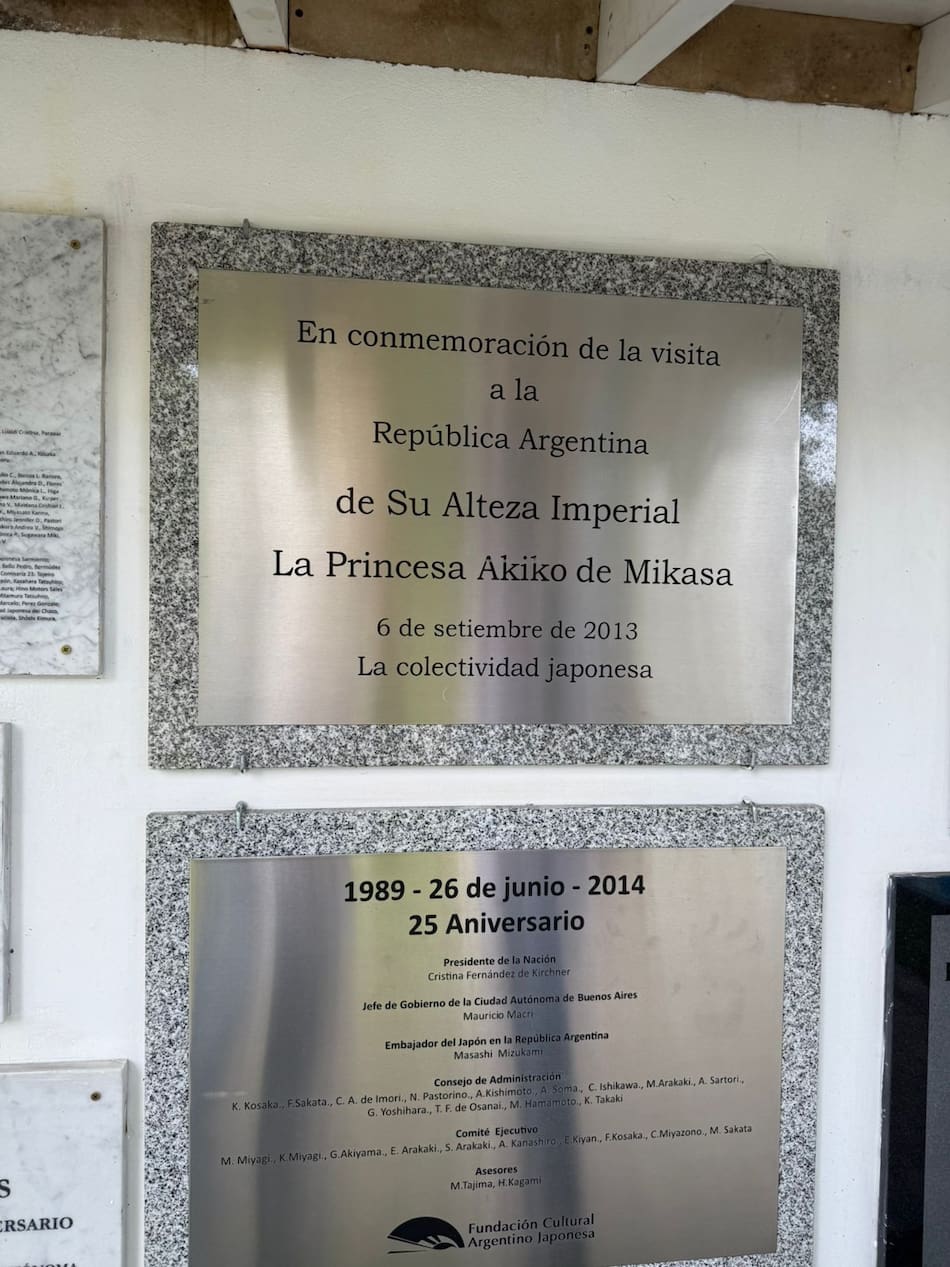 En conmemoración de la visita
a la
República Argentina
de Su Alteza Imperial
La Princesa Akiko de Mikasa
6 de setiembre de 2013
La colectividad japonesa
1989 - 26 de junio - 2014
25 Aniversario
Presidente de la Nación
Cristina Fernández de Kirchner
Jefe de Gobierno de la Ciudad Autónoma de Buenos Aires
Mauricio Macri
Embajador del Japón en la República Argentina
Masashi Mizukami
Consejo de Administración
K. Kosaka., F.Sakata., C. A. de Imori., N. Pastorino., A.Kishimoto., A. Soma., C. Ishikawa., M.Arakaki., A. Sartori.,
G. Yoshihara., T. F. de Osanai., M. Hamamoto., K. Takaki
Comité Ejecutivo
M. Miyagi., K.Miyagi., G.Akiyama., E. Arakaki., S. Arakaki., A. Kanashiro., E.Kiyan., F.Kosaka., C.Miyazono., M. Sakata
Asesores
M.Tajima, H.Kagami
Fundación Cultural
Argentino Japonesa